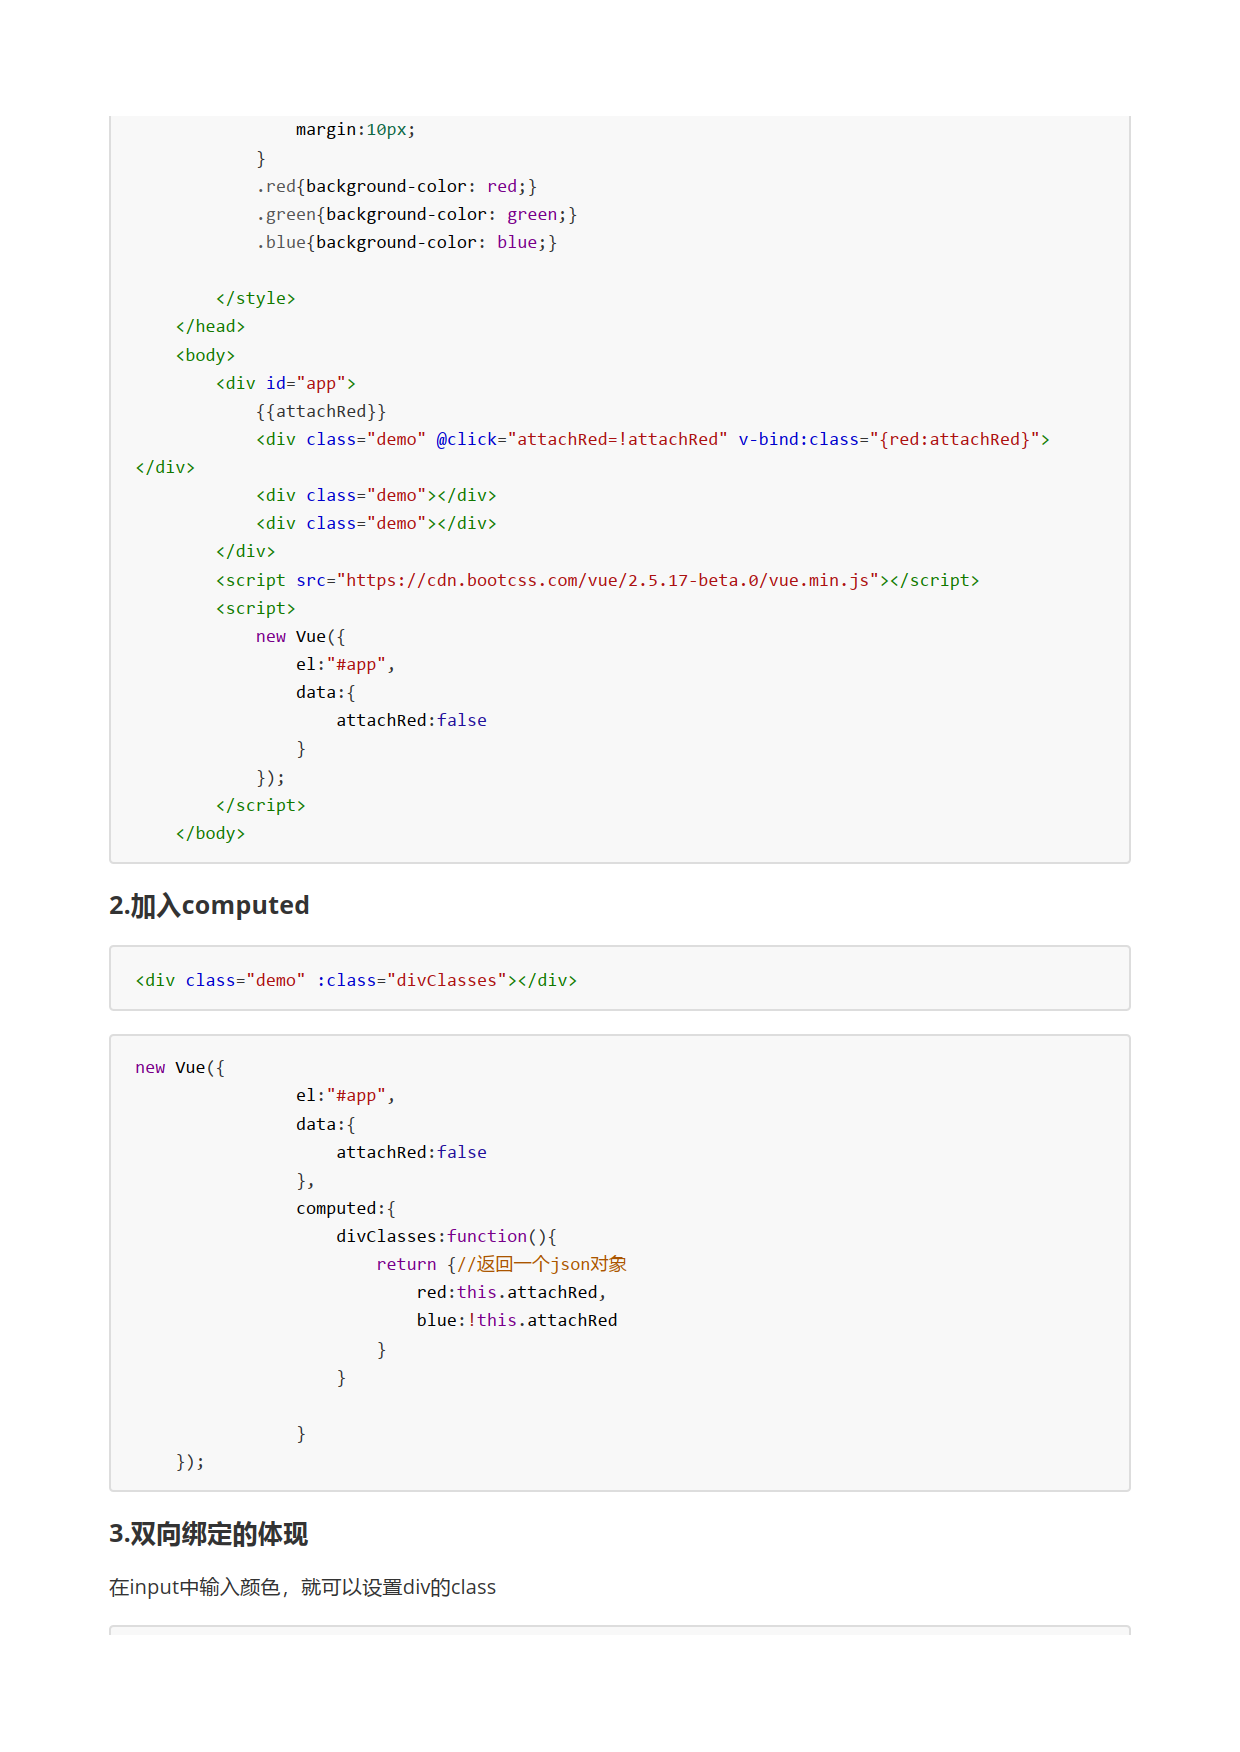 margin:10px;
            }
            .red{background-color: red;}
            .green{background-color: green;}
            .blue{background-color: blue;}

        </style>
    </head>
    <body>
        <div id="app">
            {{attachRed}}
            <div class="demo" @click="attachRed=!attachRed" v-bind:class="{red:attachRed}">
</div>
            <div class="demo"></div>
            <div class="demo"></div>
        </div>
        <script src="https://cdn.bootcss.com/vue/2.5.17-beta.0/vue.min.js"></script>
        <script>
            new Vue({
                el:"#app",
                data:{
                    attachRed:false
                }
            });
        </script>
    </body>
2.加入computed
<div class="demo" :class="divClasses"></div>
new Vue({
                el:"#app",
                data:{
                    attachRed:false
                },
                computed:{
                    divClasses:function(){
                        return {//返回一个json对象
                            red:this.attachRed,
                            blue:!this.attachRed
                        }
                    }

                }
    });
3.双向绑定的体现
在input中输入颜色，就可以设置div的class